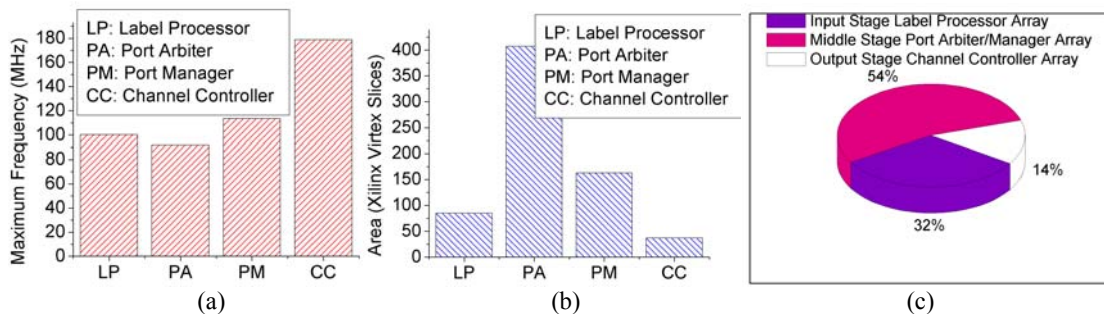 Maximum Frequency (MHz)
180
160
140
120
100
80
60
40
20
0
LP: Label Processor
PA: Port Arbiter
PM: Port Manager
CC: Channel Controller
LP PA PM CC
(a)
Area (Xilinx Virtex Slices)
400
350
300
250
200
150
100
50
0
LP: Label Processor
PA: Port Arbiter
PM: Port Manager
CC: Channel Controller
LP PA PM CC
(b)
Input Stage Label Processor Array
Middle Stage Port Arbiter/Manager Array
Output Stage Channel Controller Array
54%
14%
32%
(c)